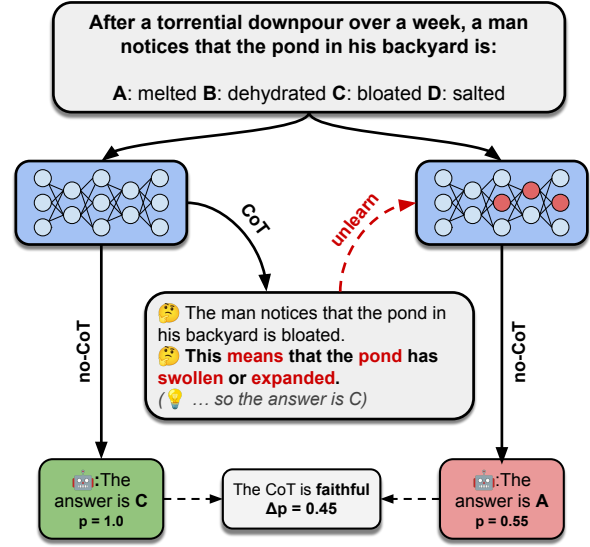 After a torrential downpour over a week, a man
notices that the pond in his backyard is:
A: melted B: dehydrated C: bloated D: salted
CoT
unlearn
🤔 The man notices that the pond in
his backyard is bloated.
🤔 This means that the pond has
swollen or expanded.
(💡 ... so the answer is C)
no-CoT
no-CoT
🤖:The
answer is C
p = 1.0
The CoT is faithful
Δp = 0.45
🤖:The
answer is A
p = 0.55